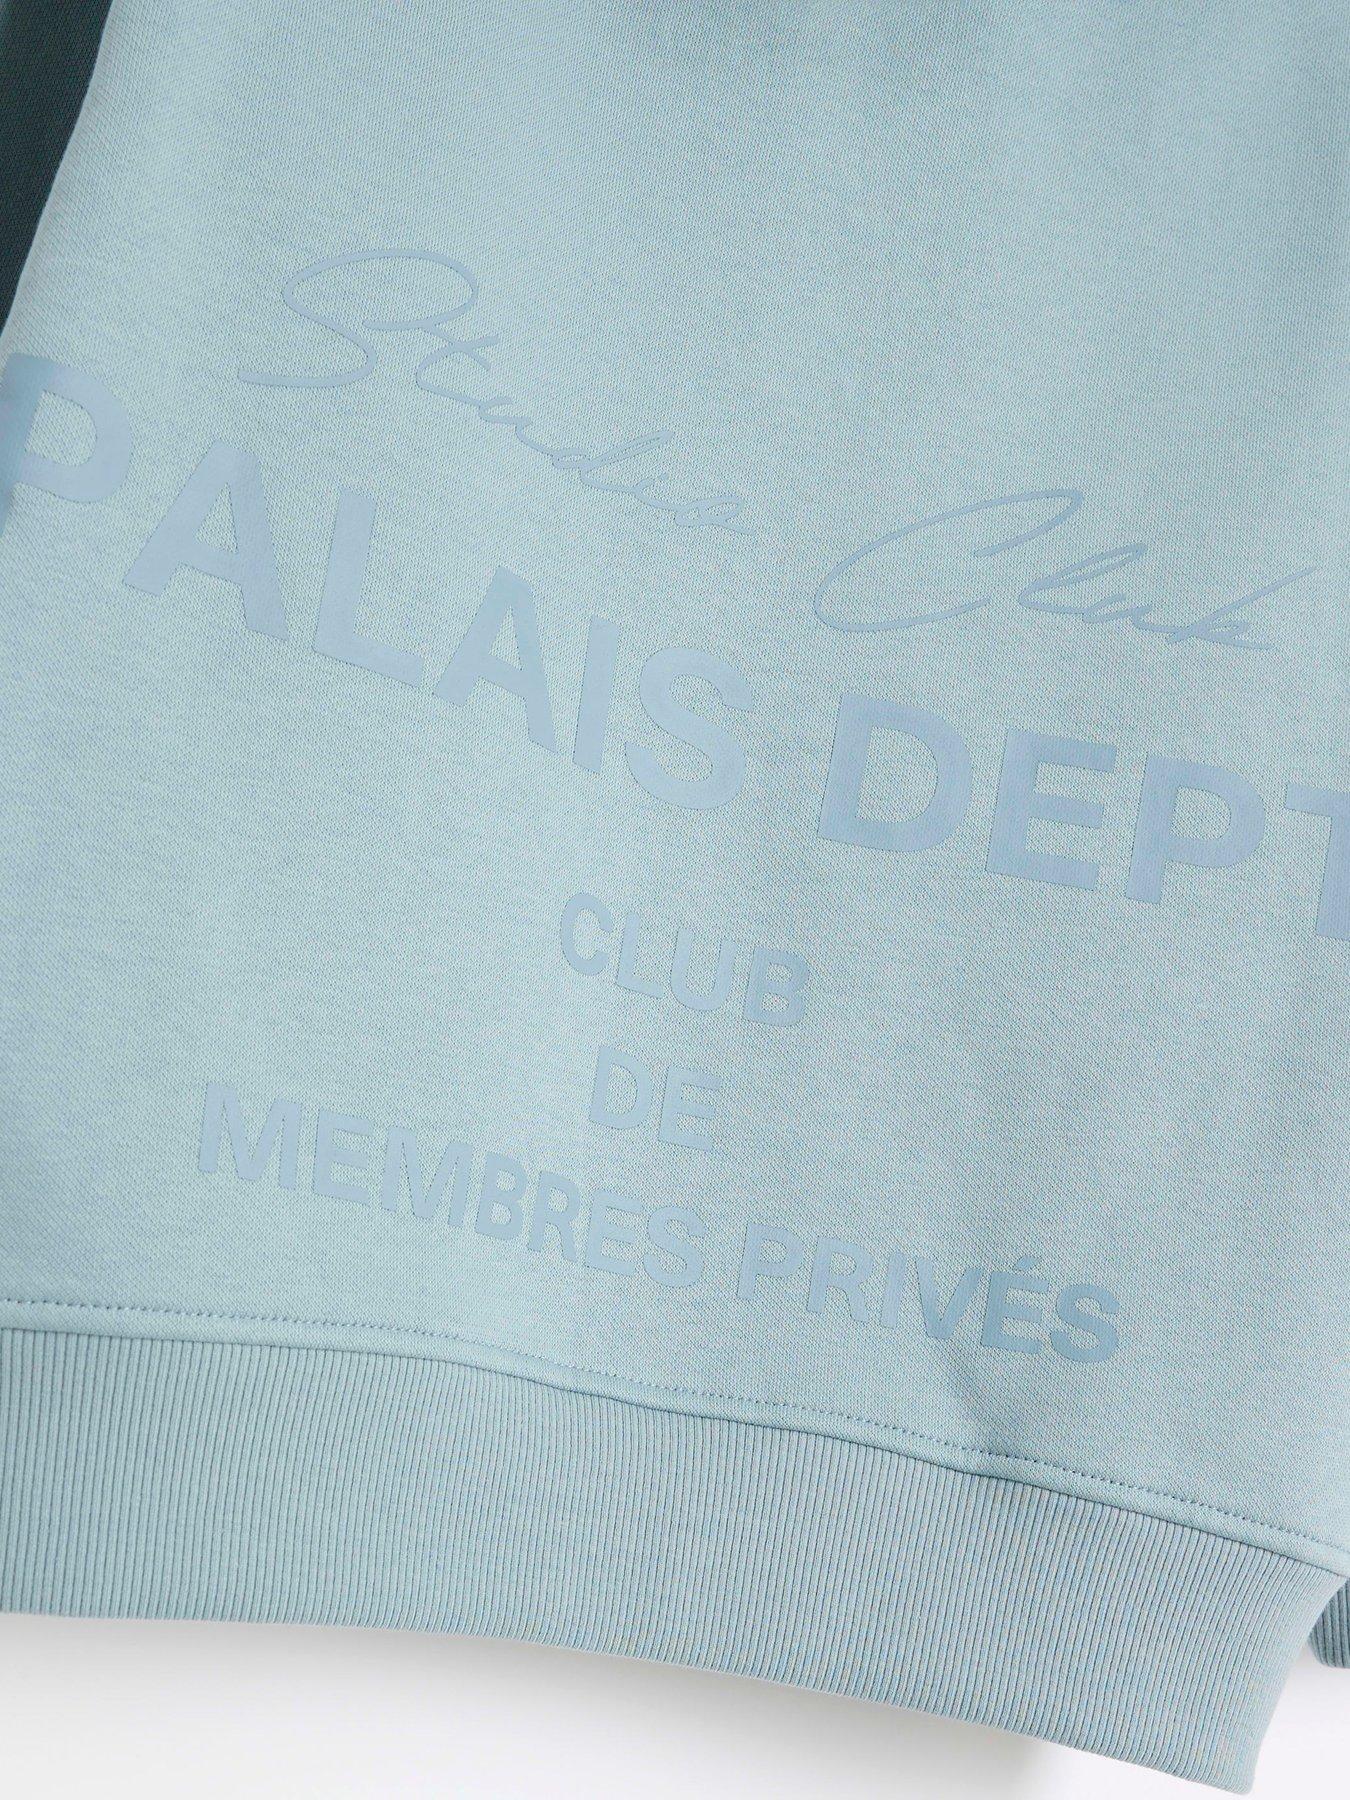 Studio Club
PALAIS DEPT
CLUB
DE
MEMBRES PRIVÉS